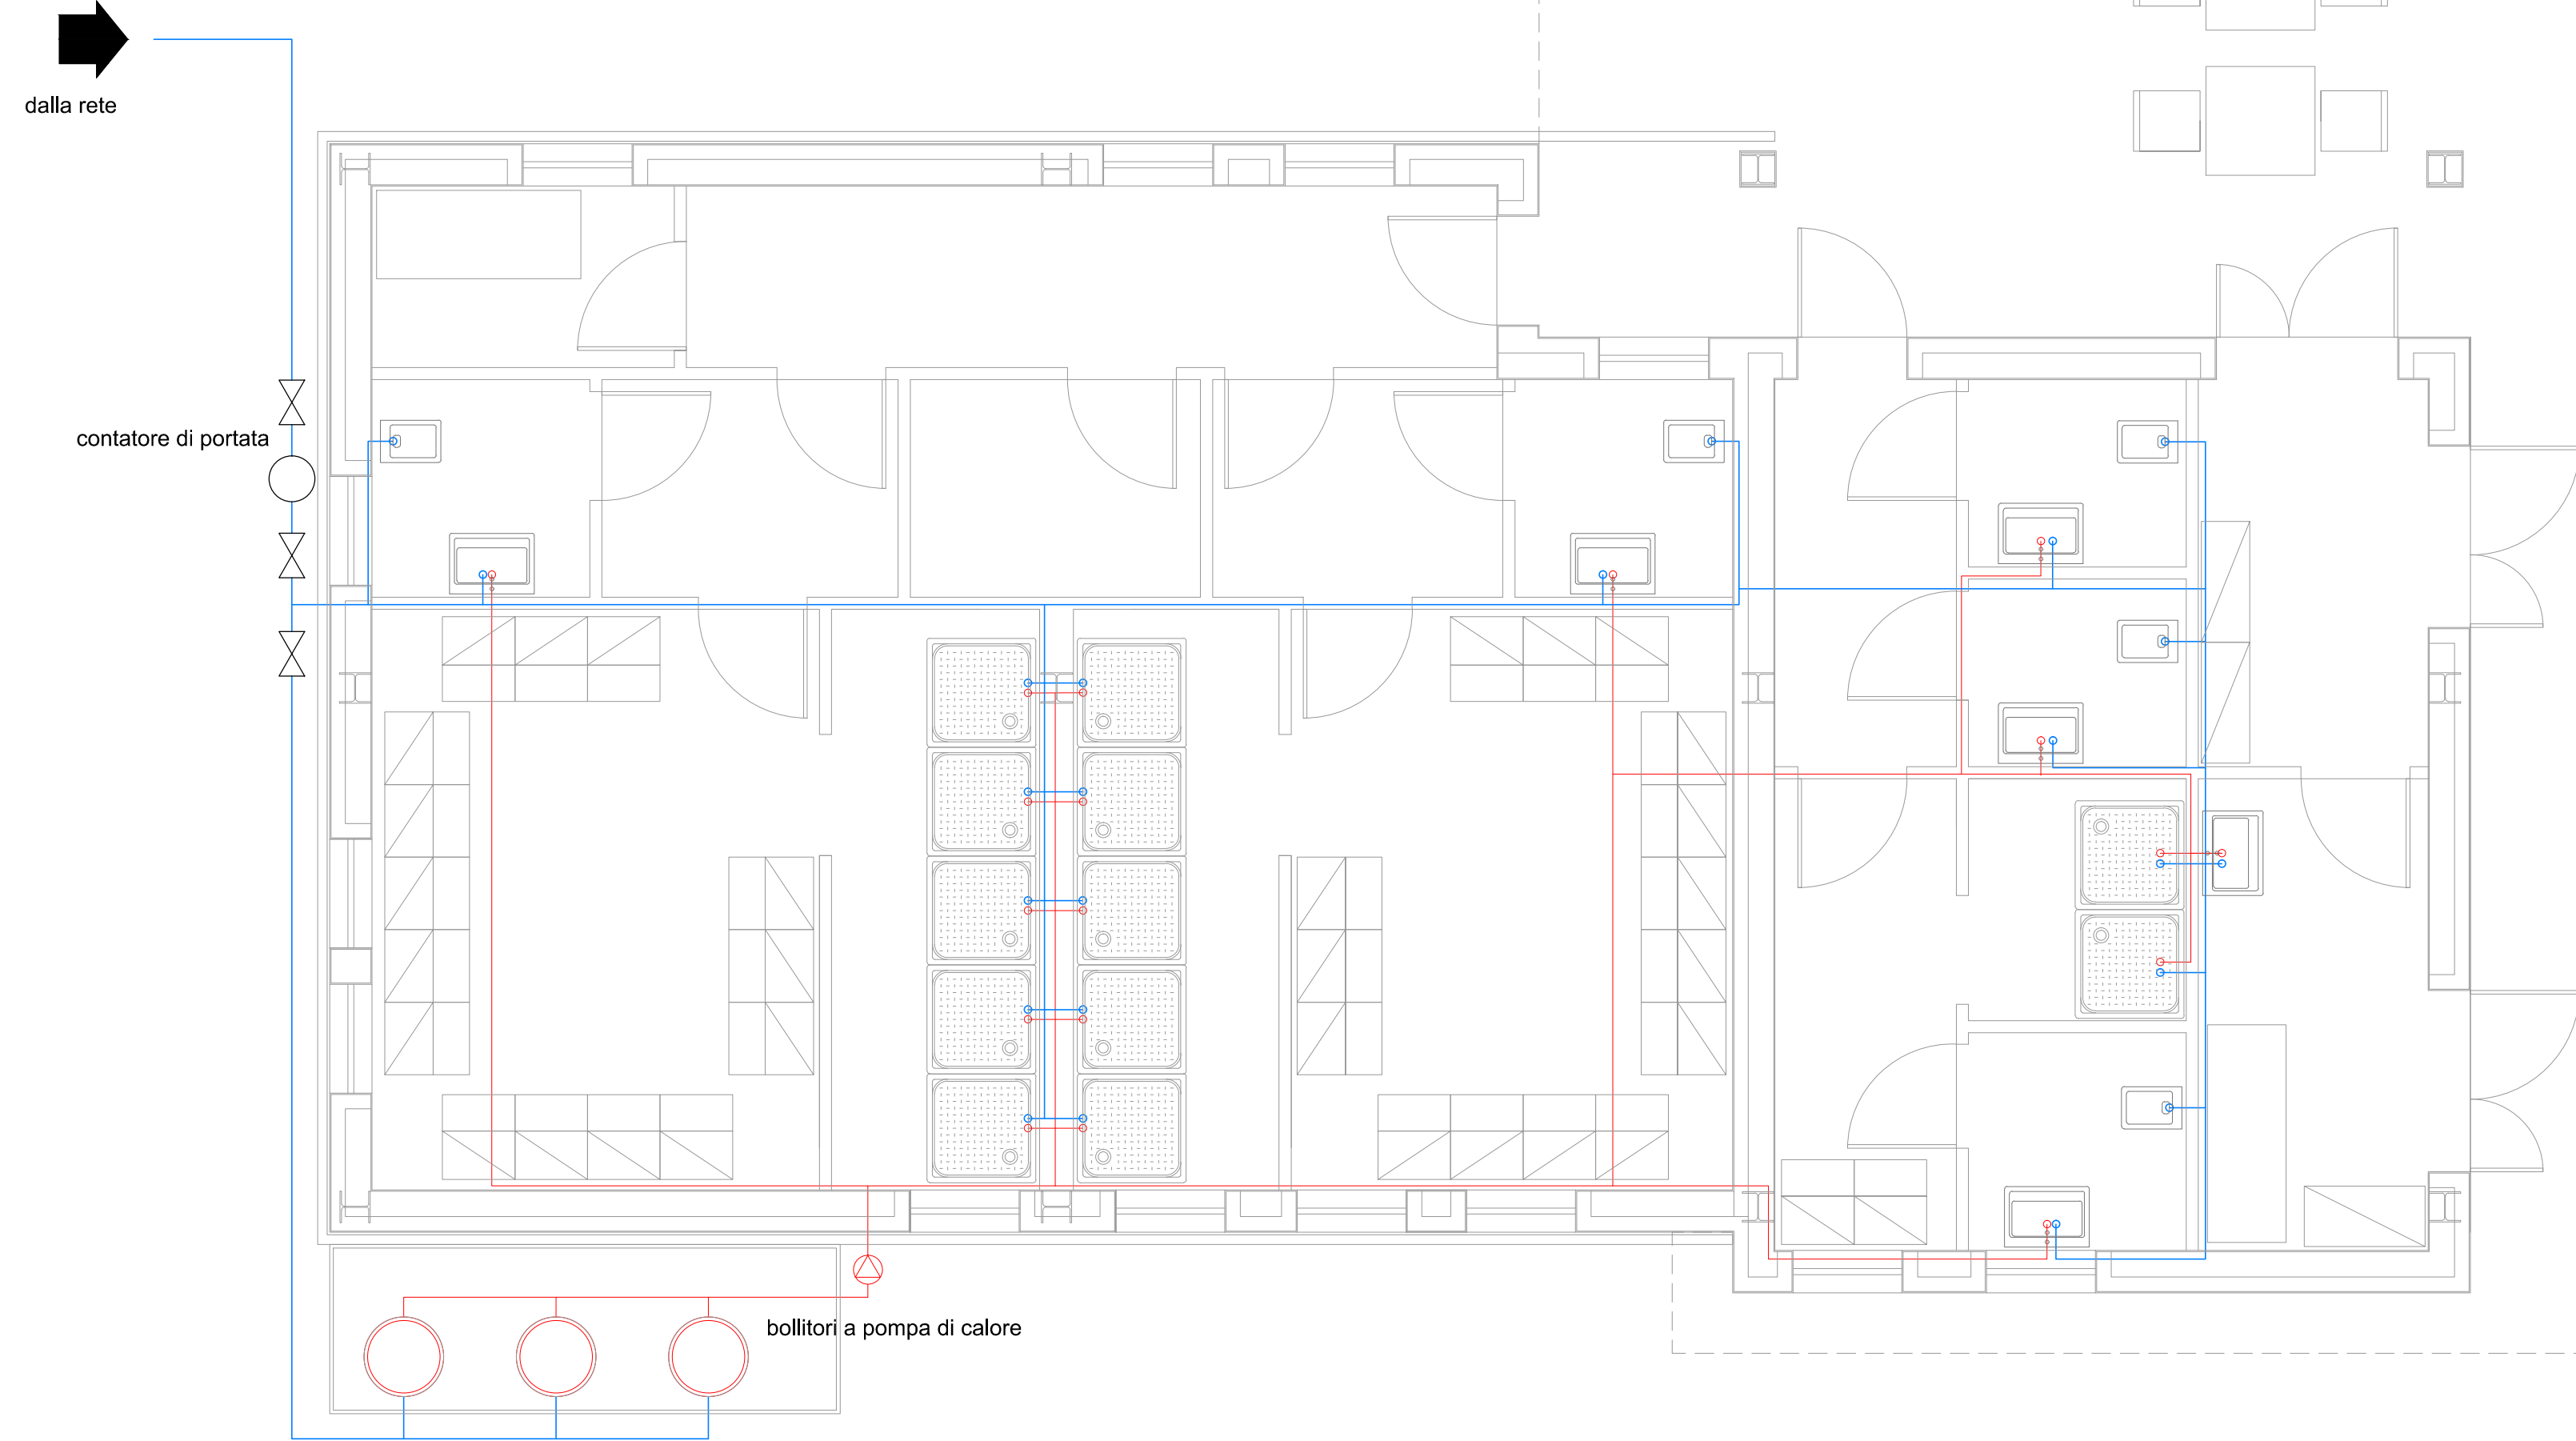 dalla rete
contatore di portata
bollitori a pompa di calore